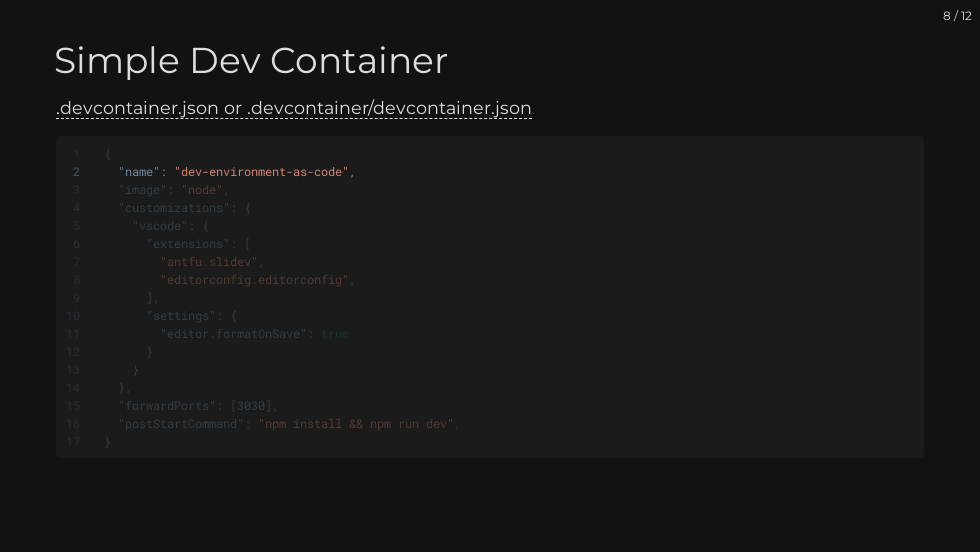 8 / 12
Simple Dev Container
.devcontainer.json or .devcontainer/devcontainer.json
1 {
2 "name": "dev-environment-as-code",
3 "image": "node",
4 "customizations": {
5 "vscode": {
6 "extensions": [
7 "antfu.slidev",
8 "editorconfig.editorconfig",
9 ],
10 "settings": {
11 "editor.formatOnSave": true
12 }
13 }
14 },
15 "forwardPorts": [3030],
16 "postStartCommand": "npm install && npm run dev",
17 }